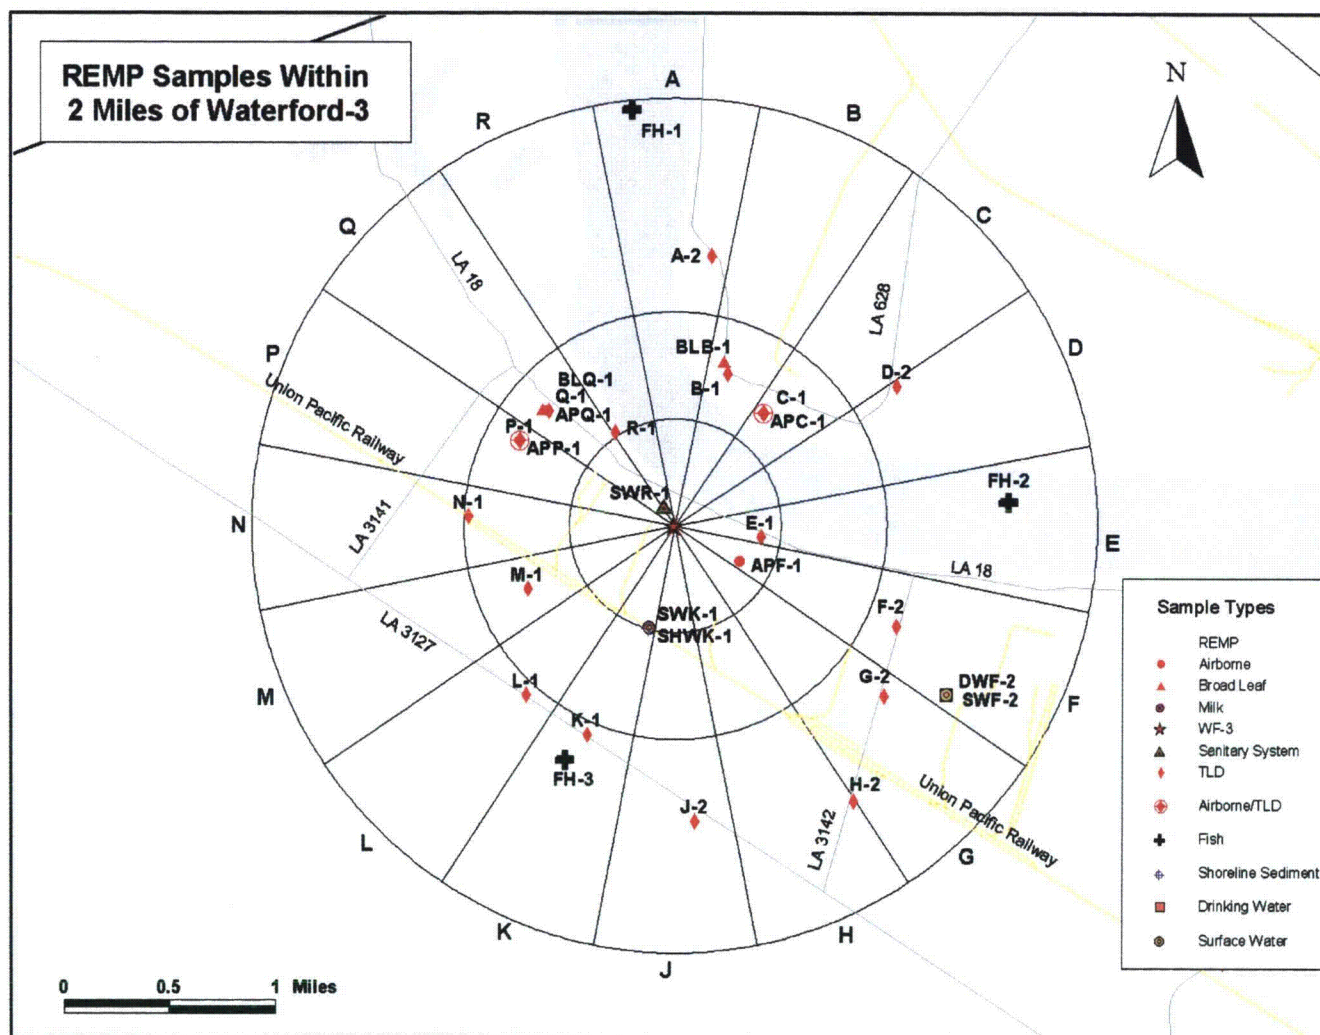 REMP Samples Within
2 Miles of Waterford-3
N
A
B
C
D
E
F
G
H
J
K
L
M
N
P
Q
R
FH-1
A-2
LA 18
LA 628
BLB-1
B-1
D-2
C-1
APC-1
BLQ-1
Q-1
APQ-1
P-1
APP-1
R-1
Union Pacific Railway
LA 3141
N-1
SWR-1
FH-2
E-1
APF-1
LA 18
M-1
LA 3127
SWK-1
SHWK-1
F-2
G-2
DWF-2
SWF-2
L-1
K-1
FH-3
J-2
H-2
LA 3142
Union Pacific Railway
Sample Types
REMP
Airborne
Broad Leaf
Milk
WF-3
Sanitary System
TLD
Airborne/TLD
Fish
Shoreline Sediment
Drinking Water
Surface Water
0 0.5 1 Miles